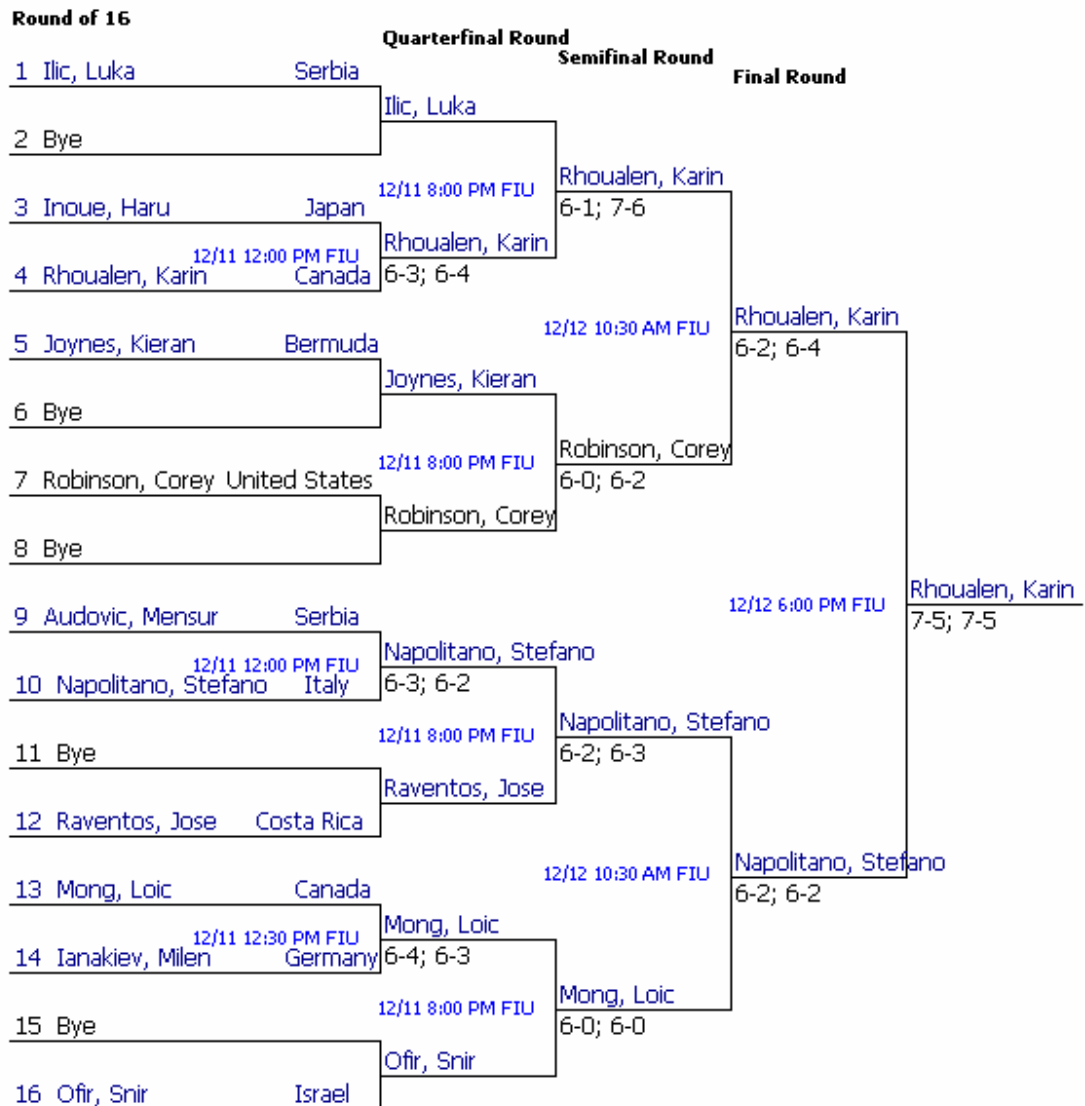 Round of 16
Quarterfinal Round
Semifinal Round
Final Round
1 Ilic, Luka Serbia
Ilic, Luka
2 Bye
12/11 8:00 PM FIU
Rhoualen, Karin
6-1; 7-6
3 Inoue, Haru Japan
12/11 12:00 PM FIU
Rhoualen, Karin
6-3; 6-4
4 Rhoualen, Karin Canada
12/12 10:30 AM FIU
Rhoualen, Karin
6-2; 6-4
5 Joynes, Kieran Bermuda
Joynes, Kieran
6 Bye
12/11 8:00 PM FIU
Robinson, Corey
6-0; 6-2
7 Robinson, Corey United States
Robinson, Corey
8 Bye
12/12 6:00 PM FIU
Rhoualen, Karin
7-5; 7-5
9 Audovic, Mensur Serbia
12/11 12:00 PM FIU
Napolitano, Stefano
6-3; 6-2
10 Napolitano, Stefano Italy
12/11 8:00 PM FIU
Napolitano, Stefano
6-2; 6-3
11 Bye
Raventos, Jose
12 Raventos, Jose Costa Rica
12/12 10:30 AM FIU
Napolitano, Stefano
6-2; 6-2
13 Mong, Loic Canada
12/11 12:30 PM FIU
Mong, Loic
6-4; 6-3
14 Ianakiev, Milen Germany
12/11 8:00 PM FIU
Mong, Loic
6-0; 6-0
15 Bye
Ofir, Snir
16 Ofir, Snir Israel